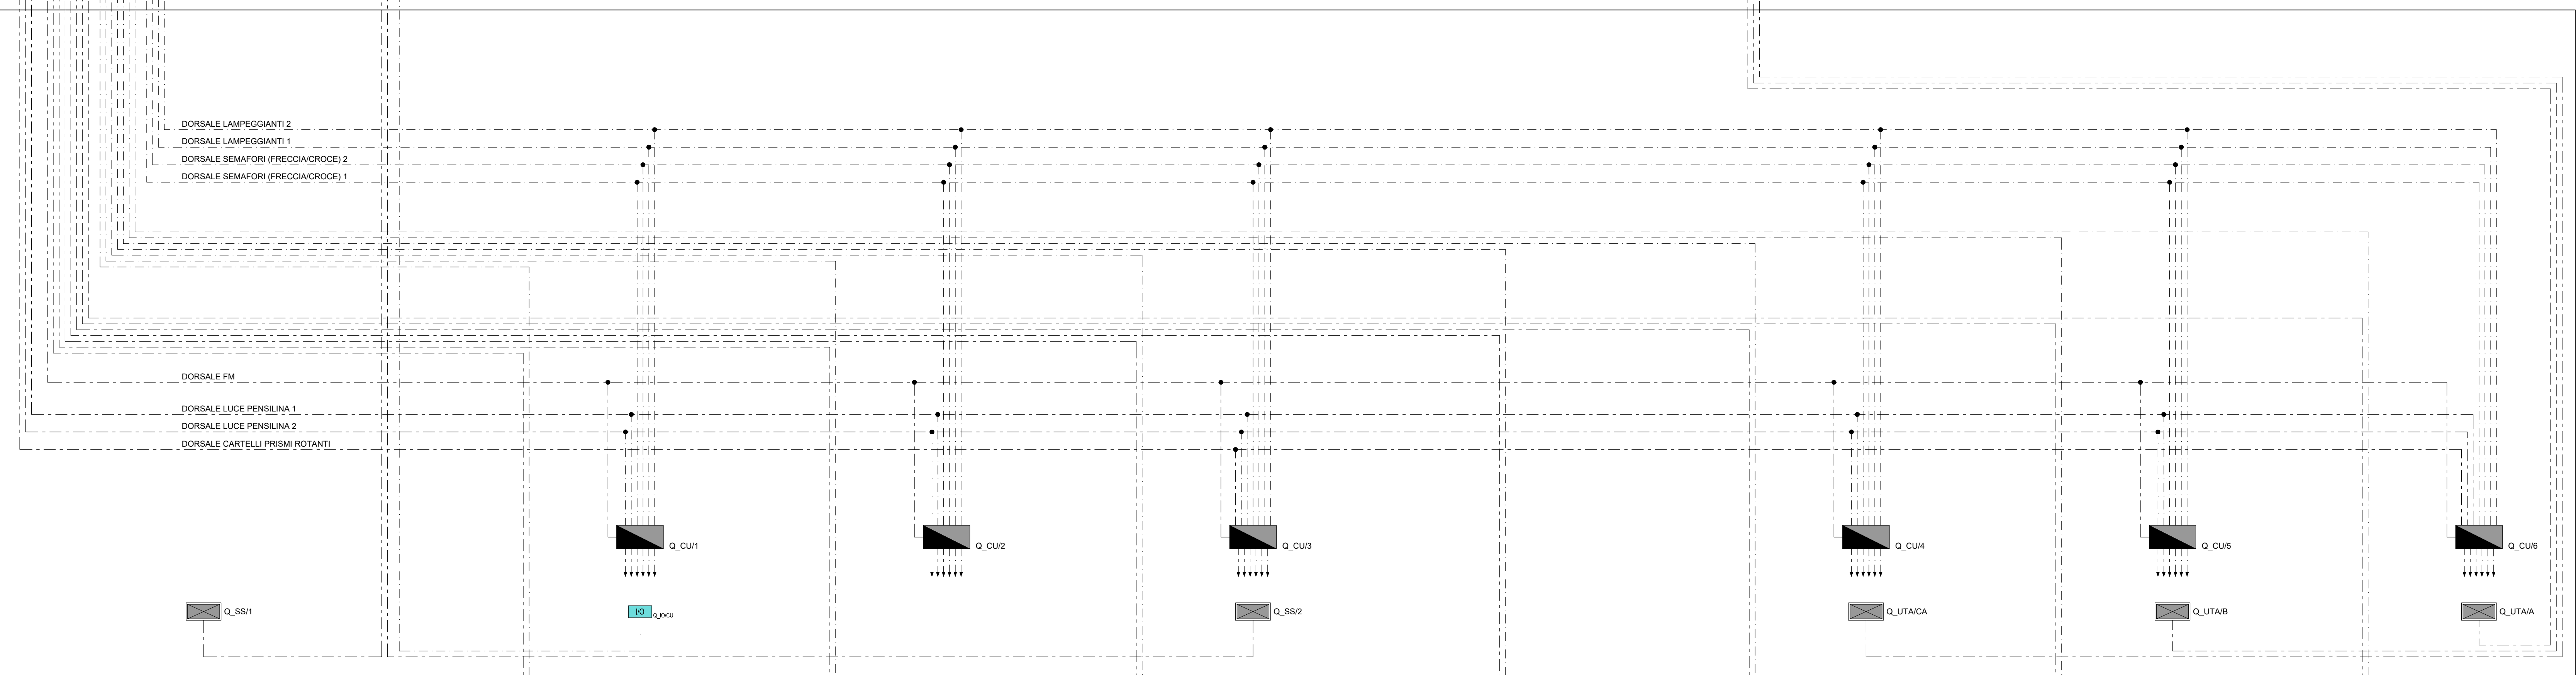 DORSALE LAMPEGGIANTI 2
DORSALE LAMPEGGIANTI 1
DORSALE SEMAFORI (FRECCIA/CROCE) 2
DORSALE SEMAFORI (FRECCIA/CROCE) 1
DORSALE FM
DORSALE LUCE PENSILINA 1
DORSALE LUCE PENSILINA 2
DORSALE CARTELLI PRISMI ROTANTI
Q_CU/1
Q_CU/2
Q_CU/3
Q_CU/4
Q_CU/5
Q_CU/6
Q_SS/1
I/O
Q_IO/CU
Q_SS/2
Q_UTA/CA
Q_UTA/B
Q_UTA/A